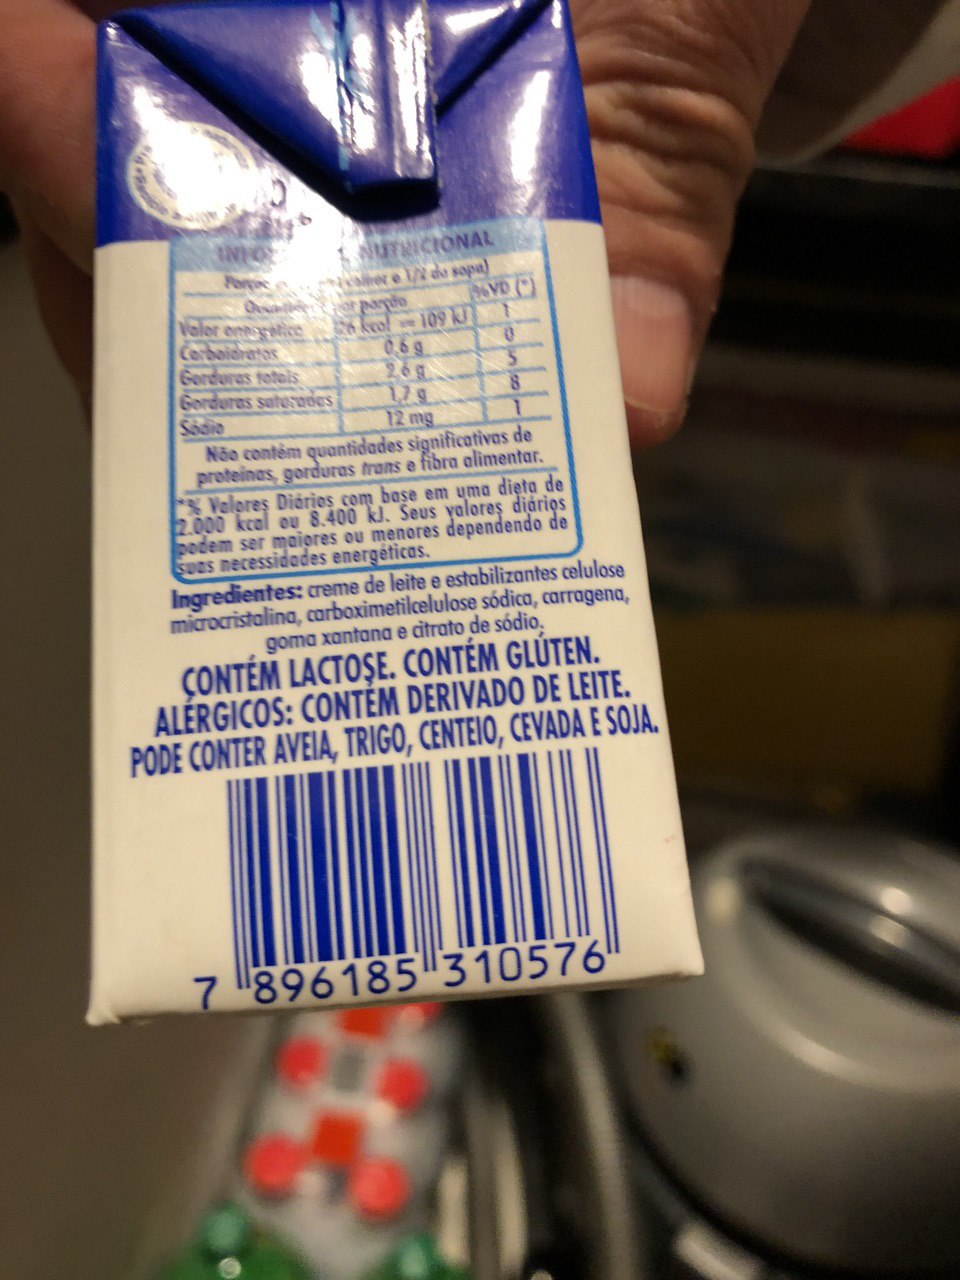 NUTRICIONAL
e 1/2 da sopa)
por porção %VD (*)
Valor energético 26 kcal = 109 kJ 1
Carboidratos 0,6 g 0
Gorduras totais 2,6 g 5
Gorduras saturadas 1,7 g 8
Sódio 12 mg 1
Não contém quantidades significativas de
proteínas, gorduras trans e fibra alimentar.
*% Valores Diários com base em uma dieta de
2.000 kcal ou 8.400 kJ. Seus valores diários
podem ser maiores ou menores dependendo de
suas necessidades energéticas.
Ingredientes: creme de leite e estabilizantes celulose
microcristalina, carboximetilcelulose sódica, carragena,
goma xantana e citrato de sódio.
CONTÉM LACTOSE. CONTÉM GLÚTEN.
ALÉRGICOS: CONTÉM DERIVADO DE LEITE.
PODE CONTER AVEIA, TRIGO, CENTEIO, CEVADA E SOJA.
7 896185 310576